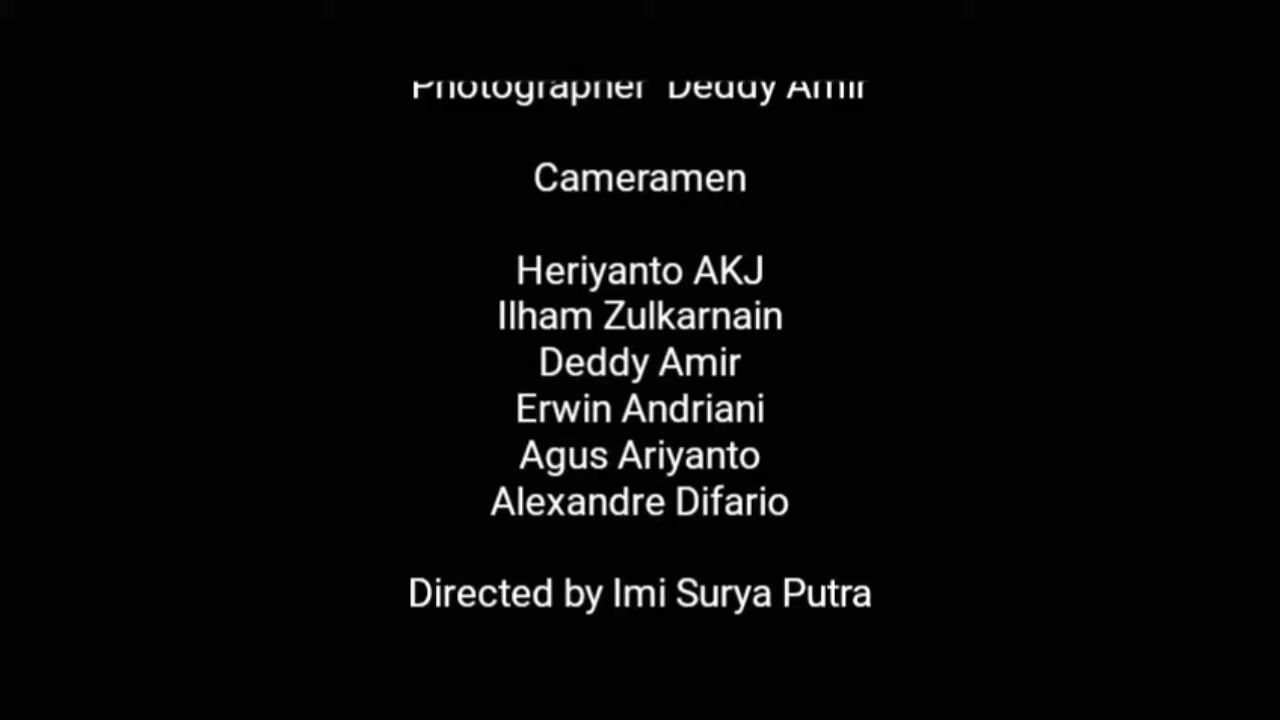 Photographer Deddy Amir
Cameramen
Heriyanto AKJ
Ilham Zulkarnain
Deddy Amir
Erwin Andriani
Agus Ariyanto
Alexandre Difario
Directed by Imi Surya Putra